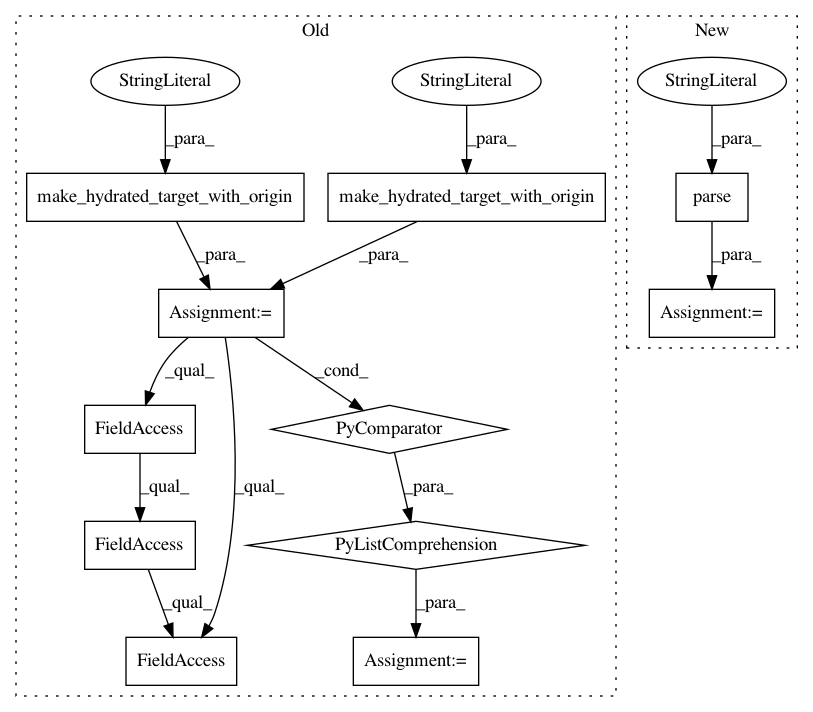 Old
New
StringLiteral
StringLiteral
StringLiteral
_para_
_para_
_para_
make_hydrated_target_with_origin
make_hydrated_target_with_origin
parse
_para_
_para_
_para_
Assignment:=
Assignment:=
_qual_
_cond_
FieldAccess
PyComparator
_qual_
_qual_
_para_
FieldAccess
PyListComprehension
_qual_
_para_
FieldAccess
Assignment:=